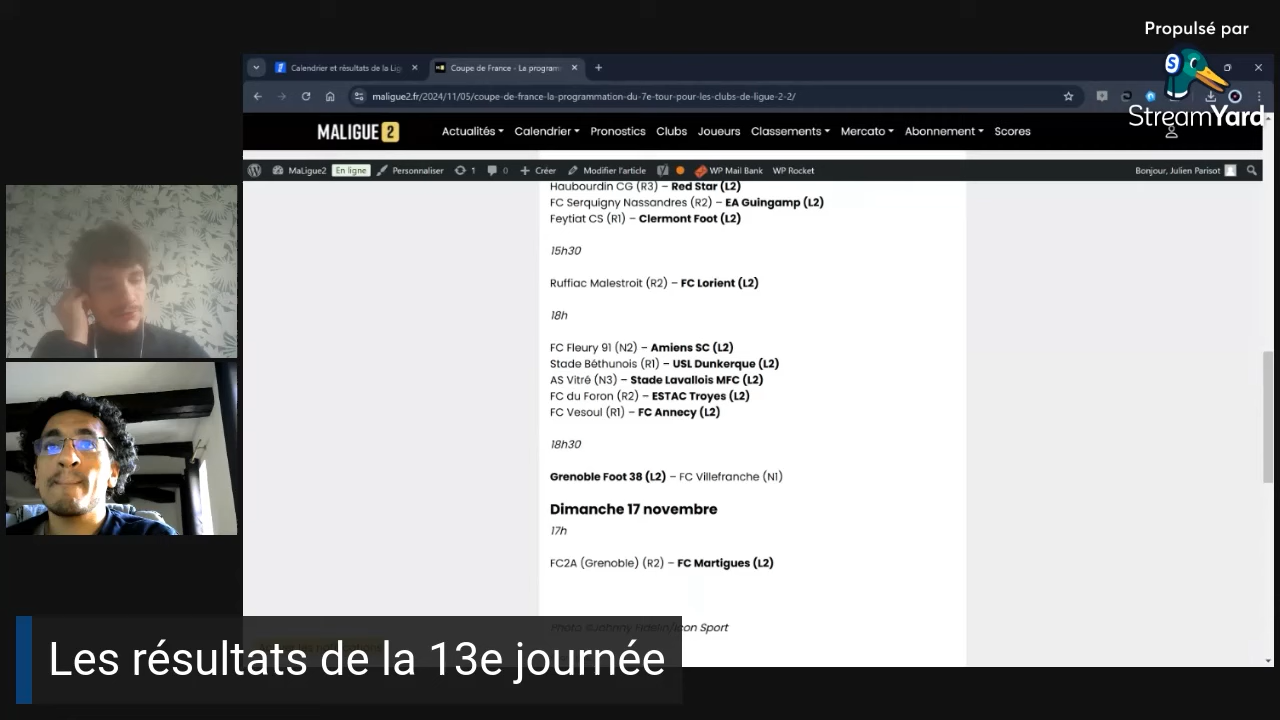 Propulsé par
StreamYard
Calendrier et résultats de la Lig
Coupe de France - La program
maligue2.fr/2024/11/05/coupe-de-france-la-programmation-du-7e-tour-pour-les-clubs-de-ligue-2-2/
MALIGUE 2
Actualités Calendrier Pronostics Clubs Joueurs Classements Mercato Abonnement Scores
MaLigue2 En ligne Personnaliser 1 0 Créer Modifier l'article WP Mail Bank WP Rocket Bonjour, Julien Parisot
Haubourdin CG (R3) – Red Star (L2)
FC Serquigny Nassandres (R2) – EA Guingamp (L2)
Feytiat CS (R1) – Clermont Foot (L2)
15h30
Ruffiac Malestroit (R2) – FC Lorient (L2)
18h
FC Fleury 91 (N2) – Amiens SC (L2)
Stade Béthunois (R1) – USL Dunkerque (L2)
AS Vitré (N3) – Stade Lavallois MFC (L2)
FC du Foron (R2) – ESTAC Troyes (L2)
FC Vesoul (R1) – FC Annecy (L2)
18h30
Grenoble Foot 38 (L2) – FC Villefranche (N1)
Dimanche 17 novembre
17h
FC2A (Grenoble) (R2) – FC Martigues (L2)
Photo ©Johnny Fidelin/Icon Sport
Les résultats de la 13e journée